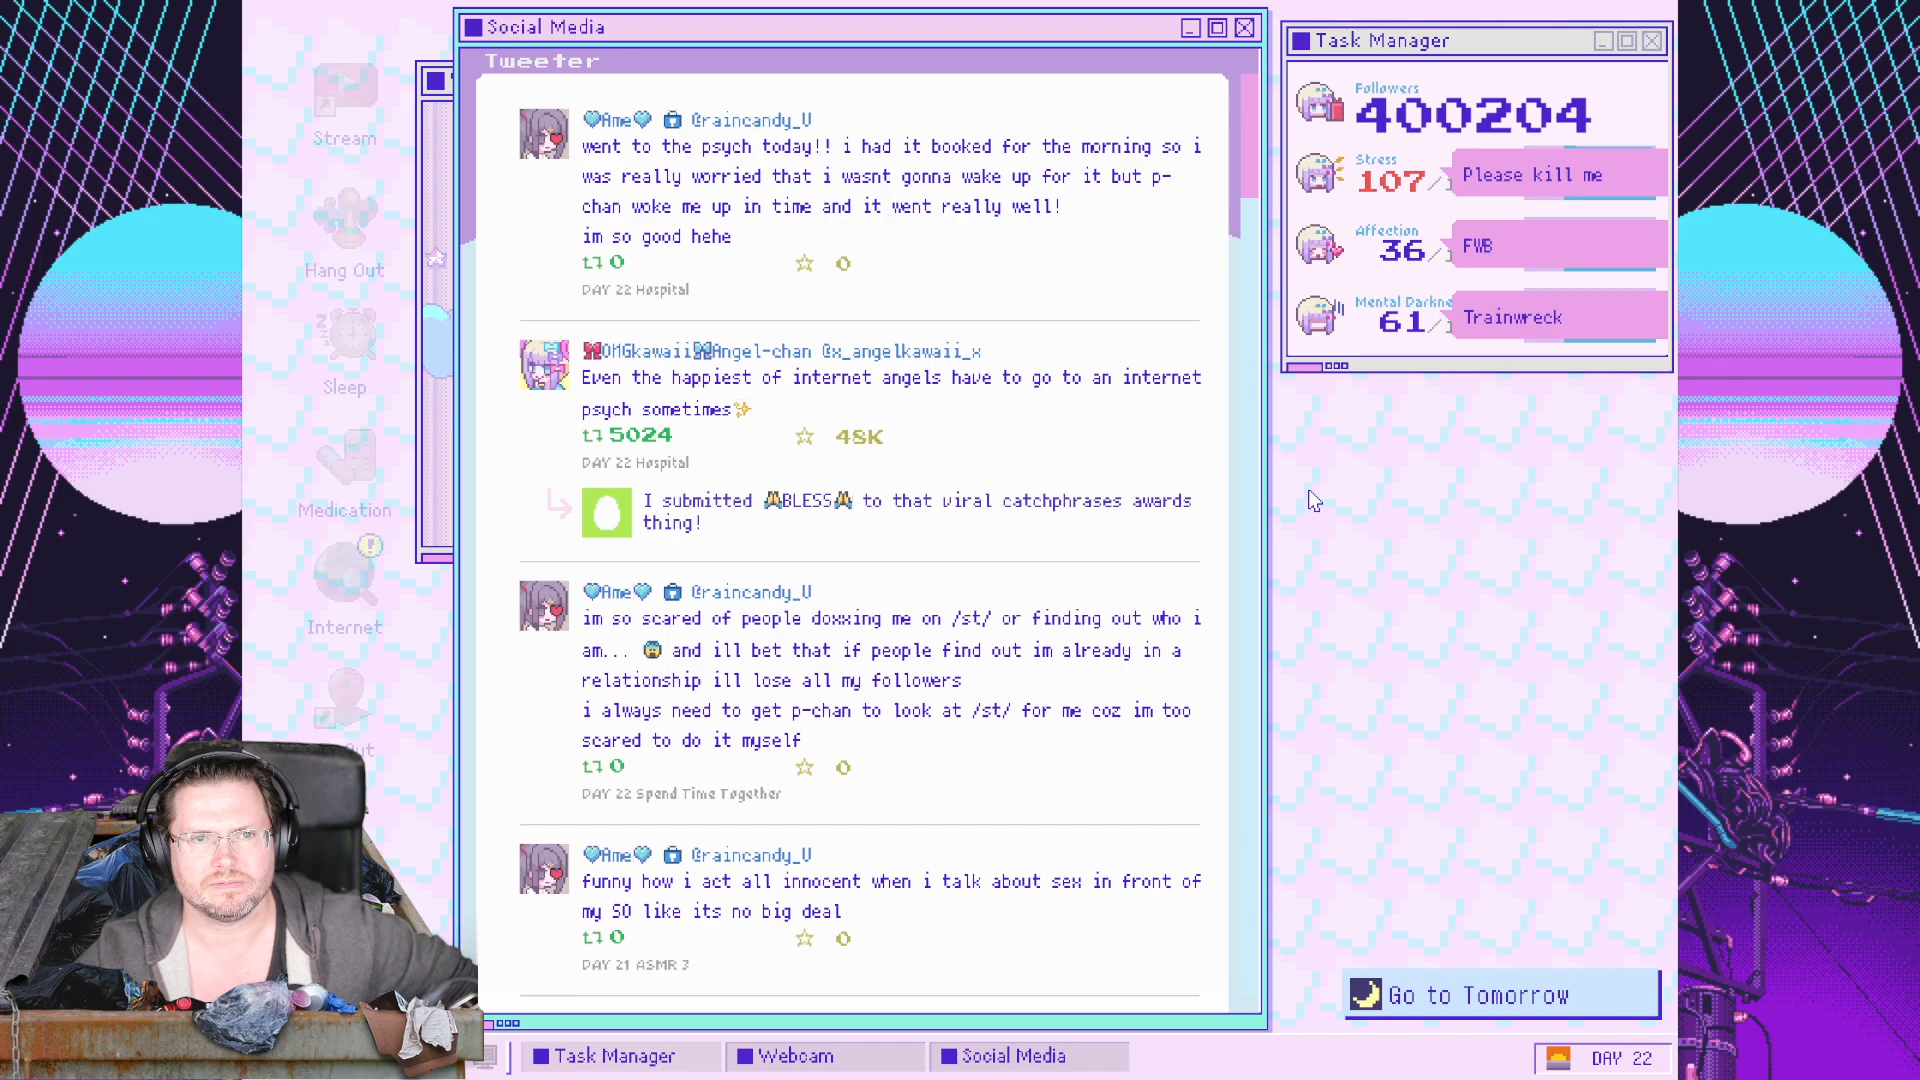 Social Media
Tweeter
Ame @raincandy_U
went to the psych today!! i had it booked for the morning so i
was really worried that i wasnt gonna wake up for it but p-
chan woke me up in time and it went really well!
im so good hehe
0 0
DAY 22 Hospital
OMGkawaiiAngel-chan @x_angelkawaii_x
Even the happiest of internet angels have to go to an internet
psych sometimes✨
5024 48K
DAY 22 Hospital
I submitted 🙏BLESS🙏 to that viral catchphrases awards
thing!
Ame @raincandy_U
im so scared of people doxxing me on /st/ or finding out who i
am... 😨 and ill bet that if people find out im already in a
relationship ill lose all my followers
i always need to get p-chan to look at /st/ for me coz im too
scared to do it myself
0 0
DAY 22 Spend Time Together
Ame @raincandy_U
funny how i act all innocent when i talk about sex in front of
my SO like its no big deal
0 0
DAY 21 ASMR 3
Stream
Hang Out
Sleep
Medication
Internet
Task Manager
Followers
400204
Stress
107/1
Please kill me
Affection
36/1
FWB
Mental Darkne
61/1
Trainwreck
Go to Tomorrow
Task Manager
Webcam
Social Media
DAY 22